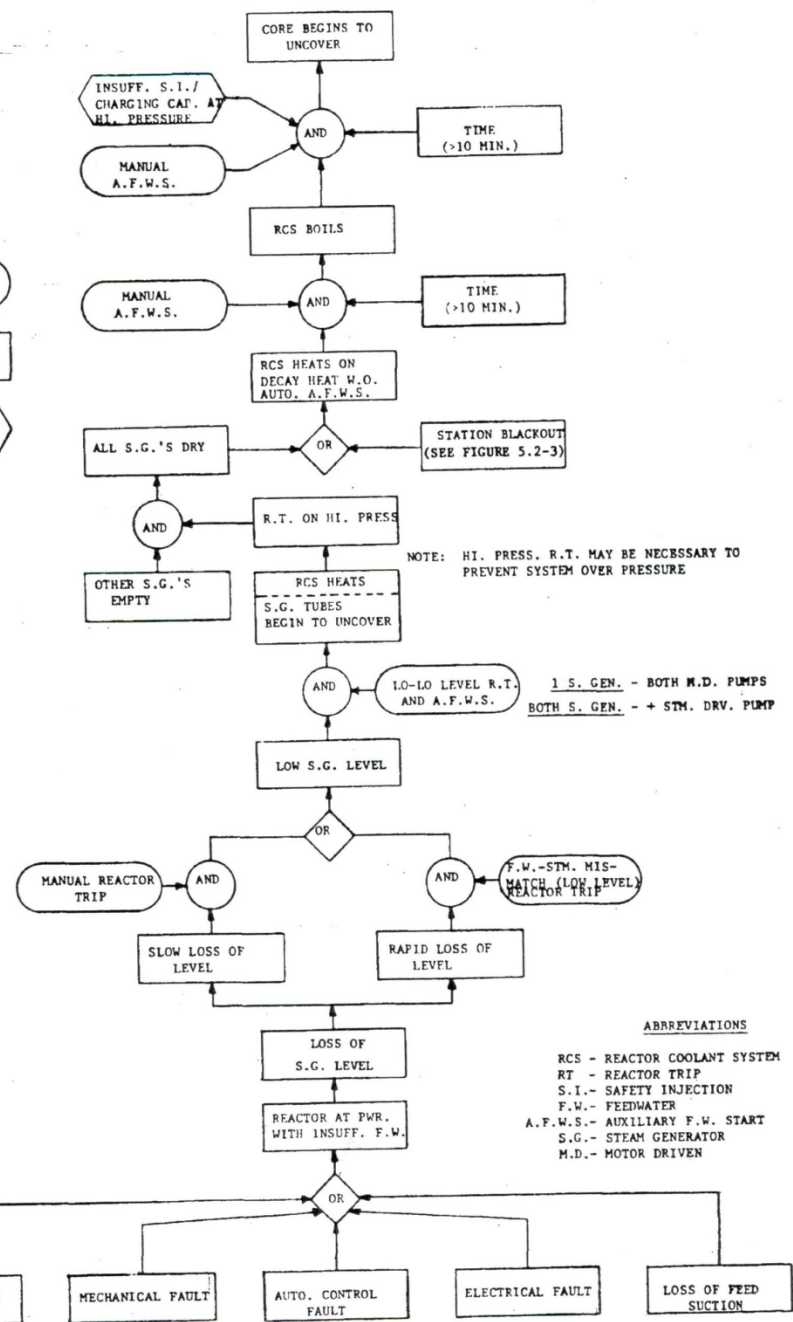 CORE BEGINS TO
UNCOVER
INSUFF. S.I./
CHARGING CAP. AT
HI. PRESSURE
AND
TIME
(>10 MIN.)
MANUAL
A.F.W.S.
RCS BOILS
MANUAL
A.F.W.S.
AND
TIME
(>10 MIN.)
RCS HEATS ON
DECAY HEAT W.O.
AUTO. A.F.W.S.
ALL S.G.'S DRY
OR
STATION BLACKOUT
(SEE FIGURE 5.2-3)
AND
R.T. ON HI. PRESS
NOTE: HI. PRESS. R.T. MAY BE NECESSARY TO
PREVENT SYSTEM OVER PRESSURE
OTHER S.G.'S
EMPTY
RCS HEATS
S.G. TUBES
BEGIN TO UNCOVER
AND
LO-LO LEVEL R.T.
AND A.F.W.S.
1 S. GEN. - BOTH M.D. PUMPS
BOTH S. GEN. - + STM. DRV. PUMP
LOW S.G. LEVEL
OR
MANUAL REACTOR
TRIP
AND
AND
F.W.-STM. MIS-
MATCH (LOW LEVEL)
REACTOR TRIP
SLOW LOSS OF
LEVEL
RAPID LOSS OF
LEVEL
LOSS OF
S.G. LEVEL
REACTOR AT PWR.
WITH INSUFF. F.W.
ABBREVIATIONS
RCS - REACTOR COOLANT SYSTEM
RT - REACTOR TRIP
S.I.- SAFETY INJECTION
F.W.- FEEDWATER
A.F.W.S.- AUXILIARY F.W. START
S.G.- STEAM GENERATOR
M.D.- MOTOR DRIVEN
OR
MECHANICAL FAULT
AUTO. CONTROL
FAULT
ELECTRICAL FAULT
LOSS OF FEED
SUCTION